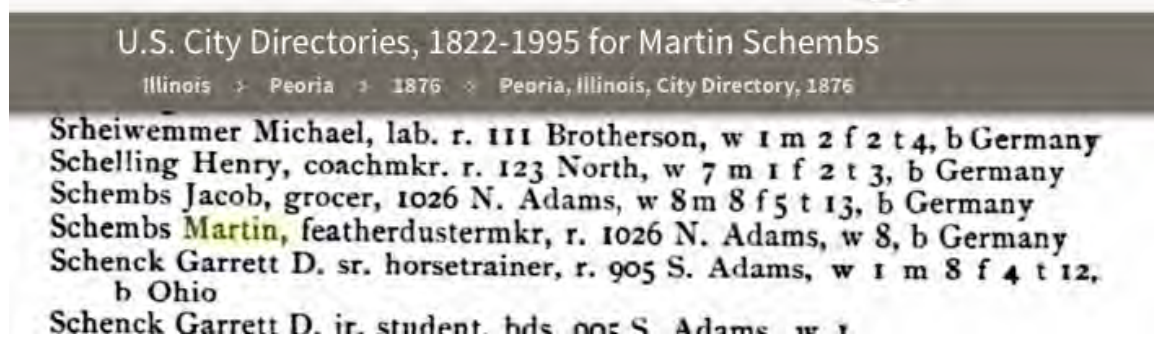 U.S. City Directories, 1822-1995 for Martin Schembs
Illinois > Peoria > 1876 > Peoria, Illinois, City Directory, 1876
Srheiwemmer Michael, lab. r. 111 Brotherson, w 1 m 2 f 2 t 4, b Germany
Schelling Henry, coachmkr. r. 123 North, w 7 m 1 f 2 t 3, b Germany
Schembs Jacob, grocer, 1026 N. Adams, w 8 m 8 f 5 t 13, b Germany
Schembs Martin, featherdustermkr, r. 1026 N. Adams, w 8, b Germany
Schenck Garrett D. sr. horsetrainer, r. 905 S. Adams, w 1 m 8 f 4 t 12,
b Ohio
Schenck Garrett D. jr. student, bds. 905 S. Adams, w 1